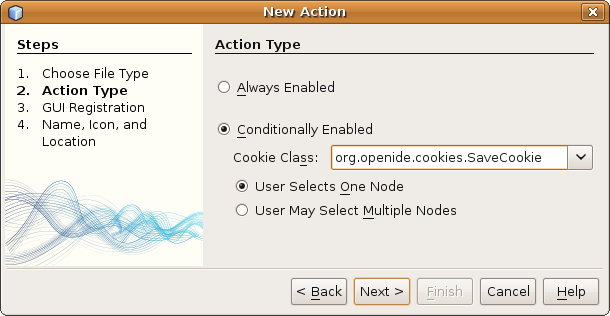 New Action
Steps
1. Choose File Type
2. Action Type
3. GUI Registration
4. Name, Icon, and
Location
Action Type
Always Enabled
Conditionally Enabled
Cookie Class: org.openide.cookies.SaveCookie
User Selects One Node
User May Select Multiple Nodes
< Back Next > Finish Cancel Help